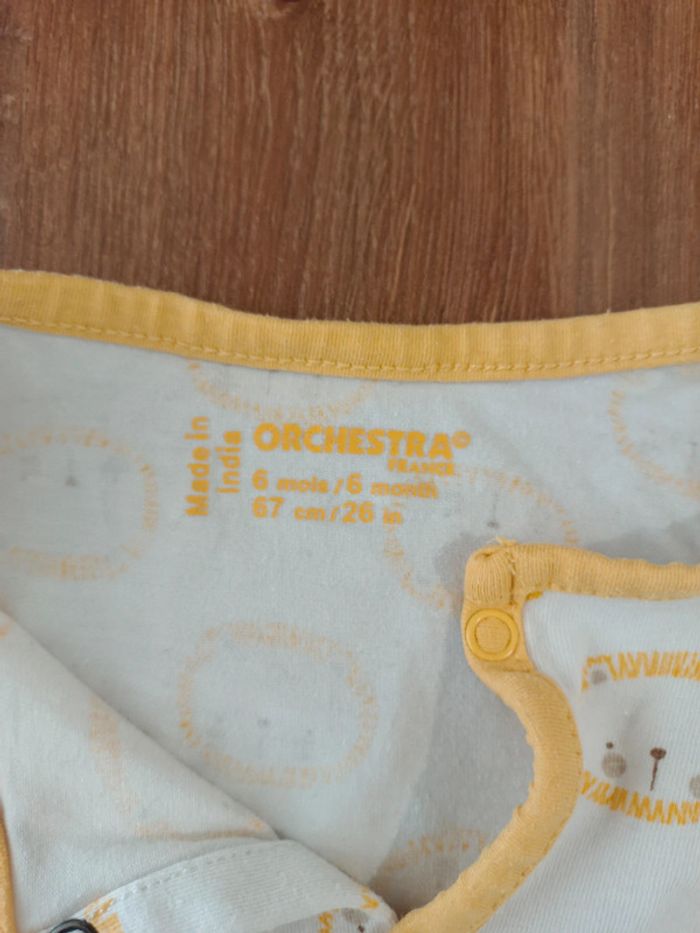 Made in
India
ORCHESTRA®
FRANCE
6 mois / 6 month
67 cm / 26 in